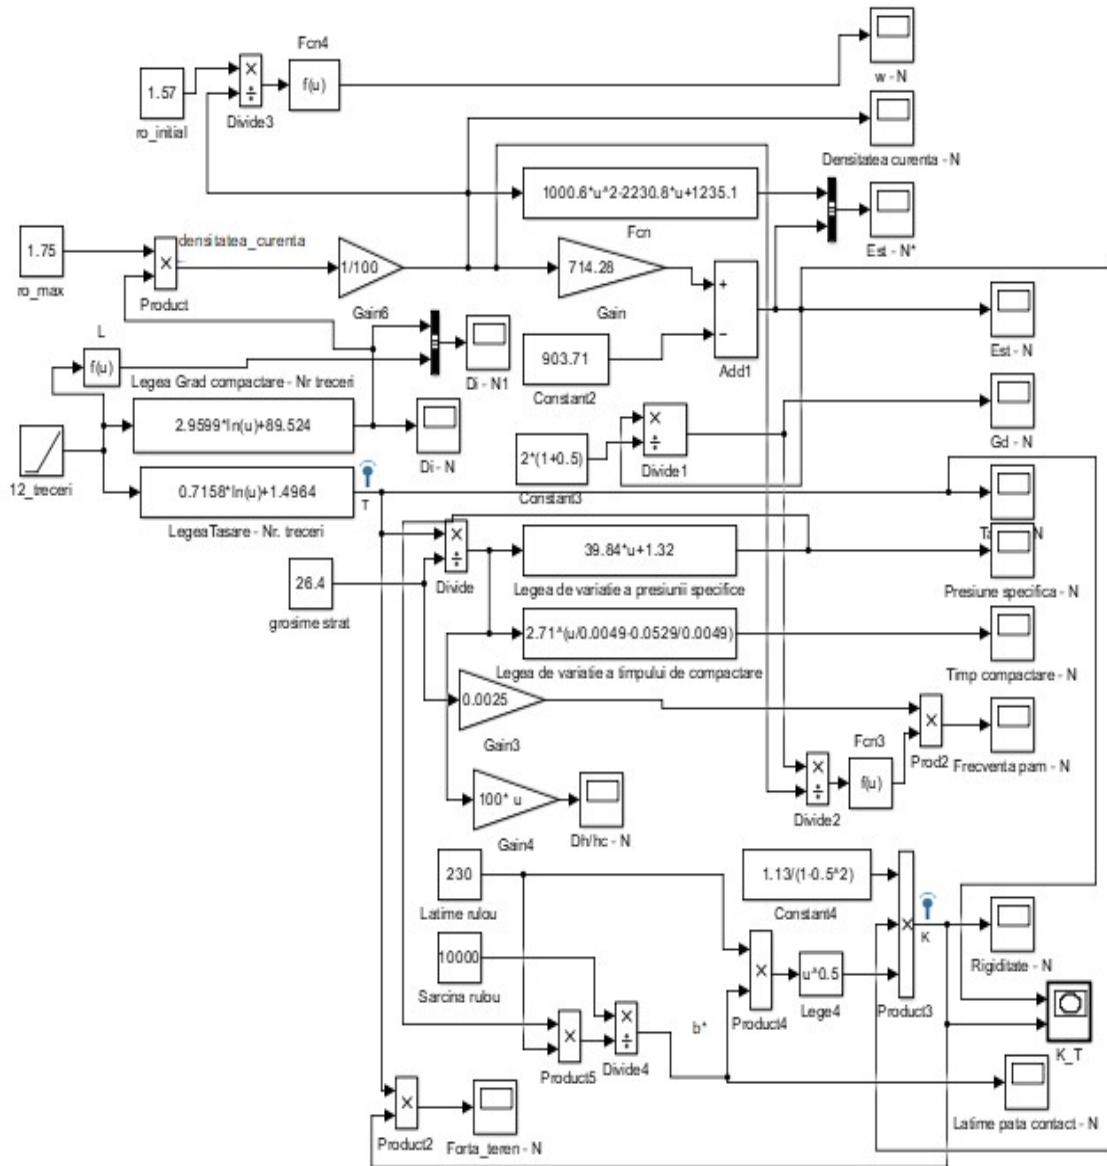 Fcn4
f(u)
w - N
1.57
×
÷
ro_initial
Divide3
Densitatea curenta - N
1000.6*u^2-2230.8*u+1235.1
Fcn
Est - N*
1.75
ro_max
densitatea_curenta
×
Product
1/100
Gain6
714.28
Gain
+
−
Add1
903.71
Constant2
Est - N
L
f(u)
Legea Grad compactare - Nr treceri
Di - N1
2.9599*ln(u)+89.524
Di - N
×
÷
Divide1
2*(1+0.5)
Constant3
Gd - N
12_treceri
0.7158*ln(u)+1.4964
T
LegeaTasare - Nr. treceri
N
×
÷
Divide
39.84*u+1.32
Legea de variatie a presiunii specifice
Presiune specifica - N
26.4
grosime strat
2.71^(u/0.0049-0.0529/0.0049)
Legea de variatie a timpului de compactare
Timp compactare - N
0.0025
Gain3
×
Prod2
Frecventa pam - N
Fcn3
f(u)
×
÷
Divide2
100* u
Gain4
Dh/hc - N
230
Latime rulou
1.13/(1-0.5^2)
Constant4
×
K
Product3
Rigiditate - N
10000
Sarcina rulou
×
Product4
u^0.5
Lege4
×
Product5
×
÷
Divide4
b*
K_T
Latime pata contact - N
×
Product2
Forta_teren - N